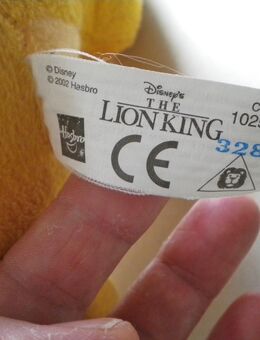 © Disney
© 2002 Hasbro
Hasbro
Disney's
THE
LION KING
CE
328